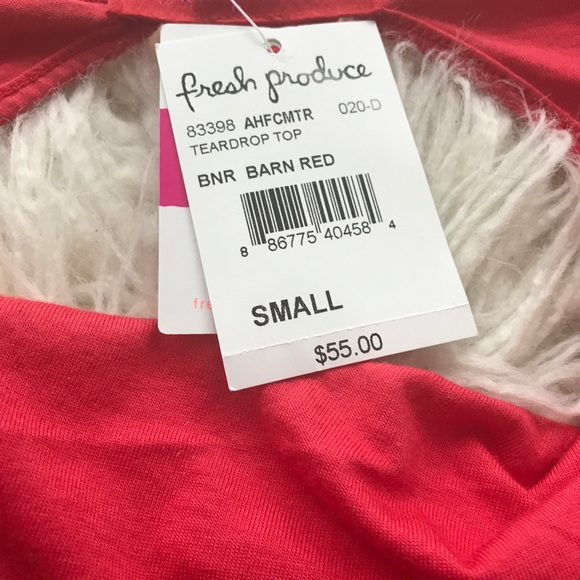 fresh produce
83398 AHFCMTR 020-D
TEARDROP TOP
BNR BARN RED
8 86775 40458 4
SMALL
$55.00
fre